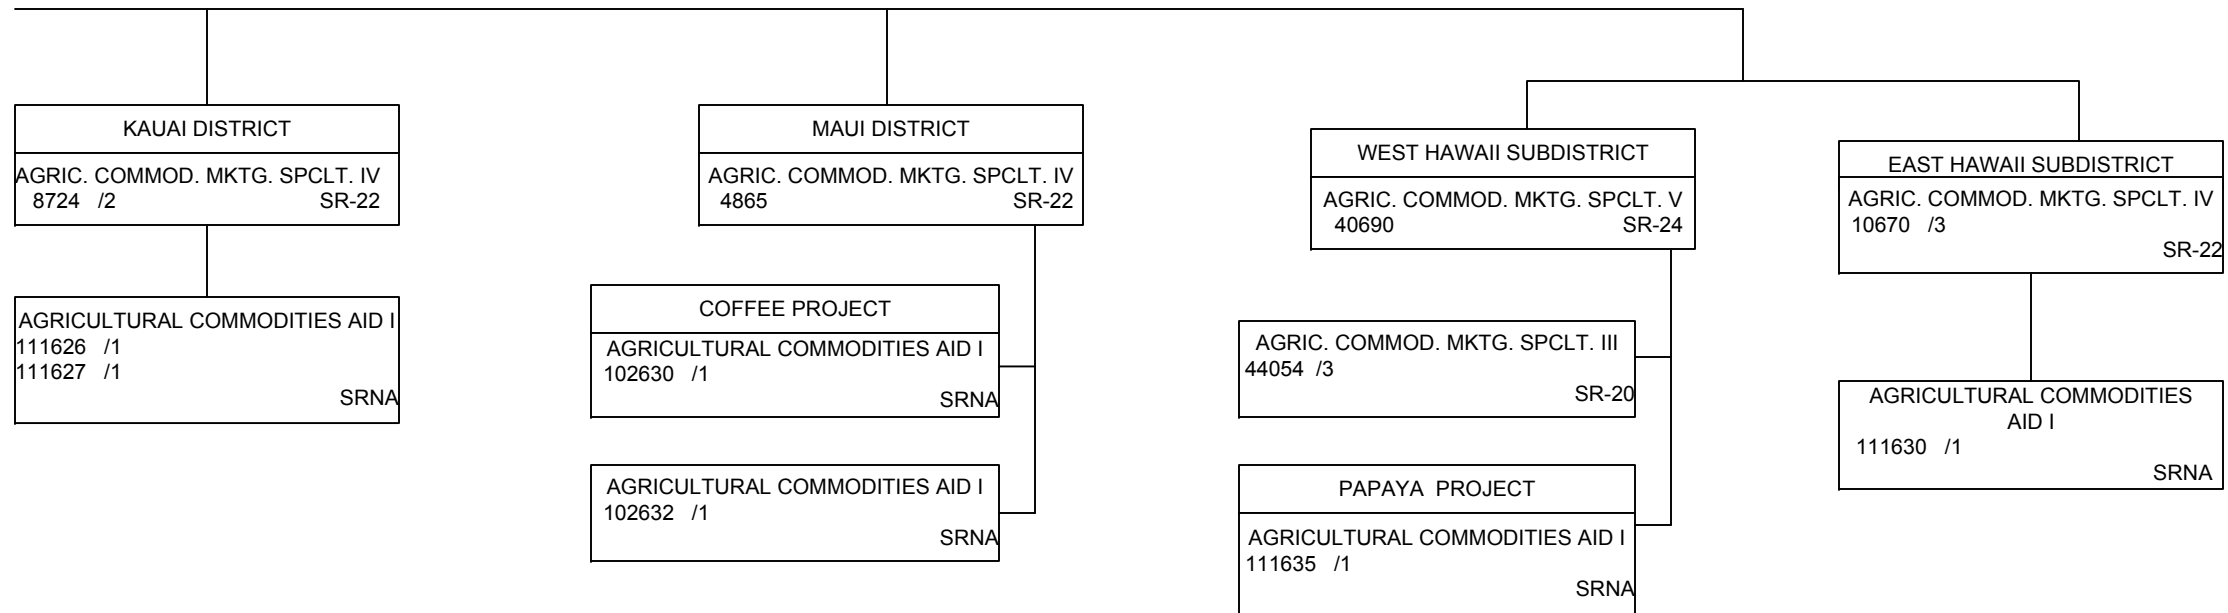 KAUAI DISTRICT
AGRIC. COMMOD. MKTG. SPCLT. IV
8724 /2 SR-22
AGRICULTURAL COMMODITIES AID I
111626 /1
111627 /1
SRNA
MAUI DISTRICT
AGRIC. COMMOD. MKTG. SPCLT. IV
4865 SR-22
COFFEE PROJECT
AGRICULTURAL COMMODITIES AID I
102630 /1
SRNA
AGRICULTURAL COMMODITIES AID I
102632 /1
SRNA
WEST HAWAII SUBDISTRICT
AGRIC. COMMOD. MKTG. SPCLT. V
40690 SR-24
AGRIC. COMMOD. MKTG. SPCLT. III
44054 /3
SR-20
PAPAYA PROJECT
AGRICULTURAL COMMODITIES AID I
111635 /1
SRNA
EAST HAWAII SUBDISTRICT
AGRIC. COMMOD. MKTG. SPCLT. IV
10670 /3
SR-22
AGRICULTURAL COMMODITIES
AID I
111630 /1
SRNA